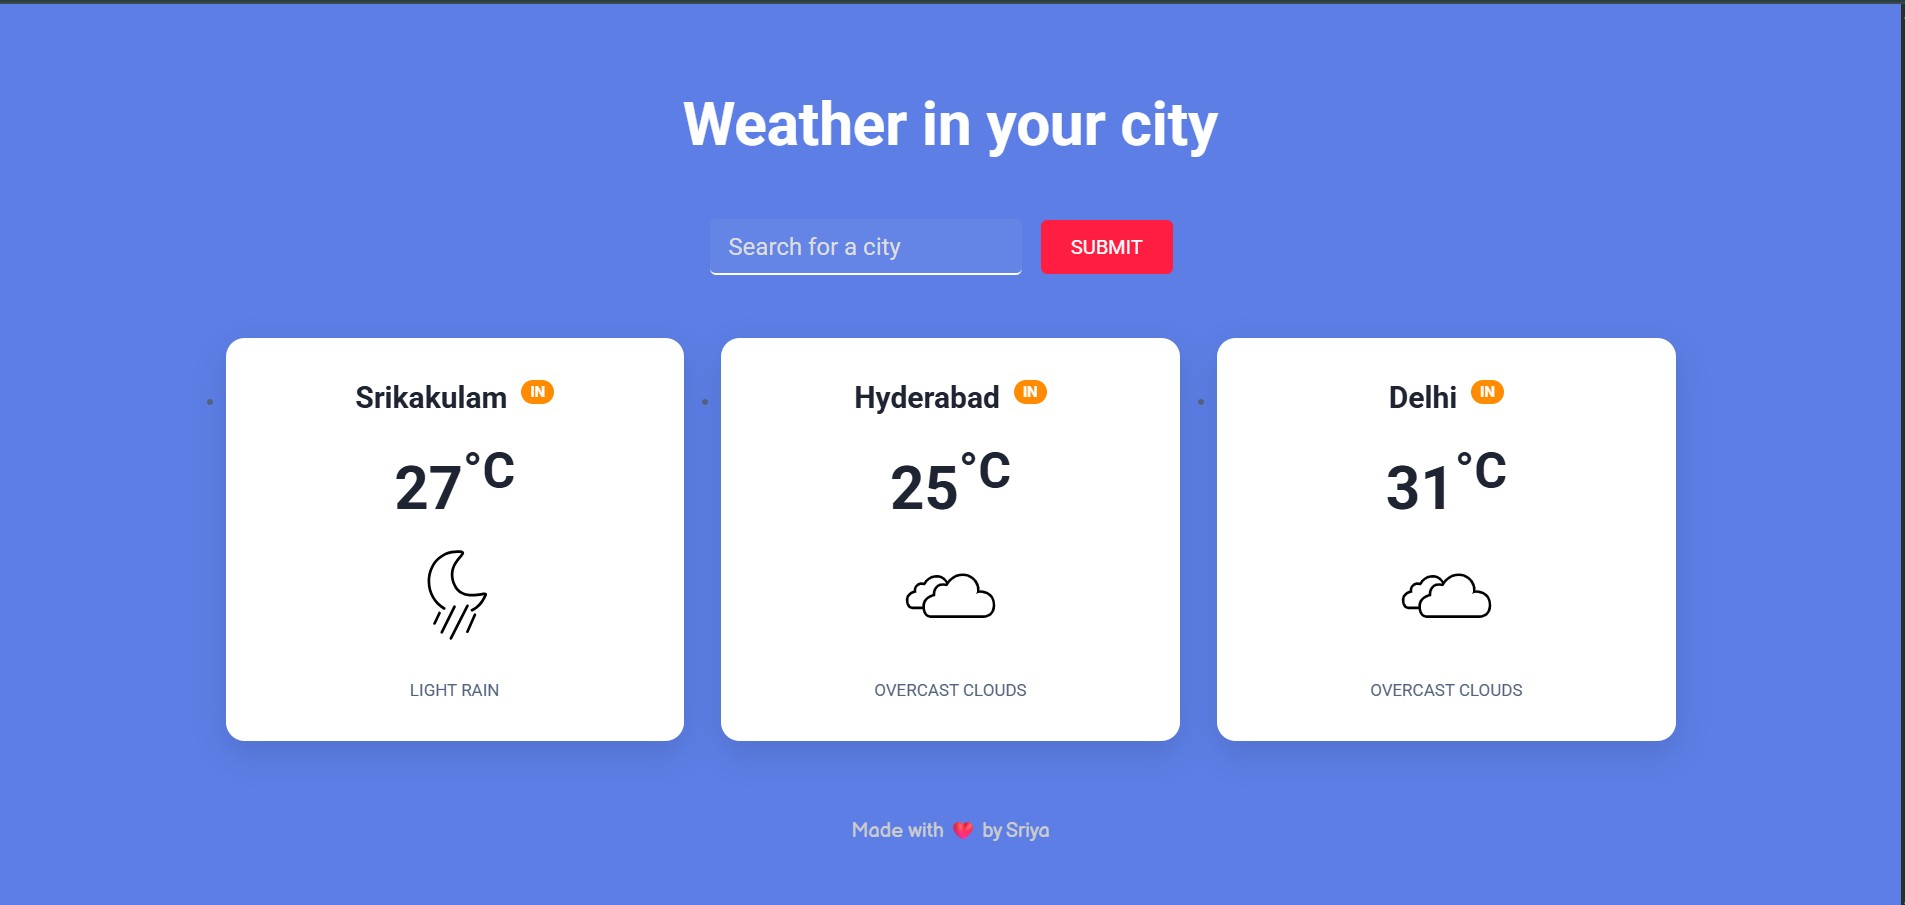 Weather in your city
Search for a city
SUBMIT
Srikakulam IN
27°C
LIGHT RAIN
Hyderabad IN
25°C
OVERCAST CLOUDS
Delhi IN
31°C
OVERCAST CLOUDS
Made with ❤️ by Sriya